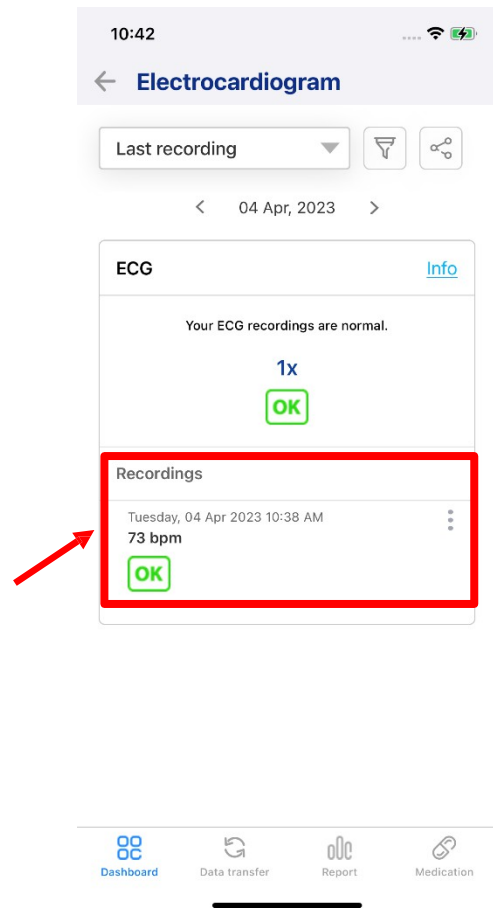 10:42
Electrocardiogram
Last recording
04 Apr, 2023
ECG
Info
Your ECG recordings are normal.
1x
OK
Recordings
Tuesday, 04 Apr 2023 10:38 AM
73 bpm
OK
Dashboard
Data transfer
Report
Medication